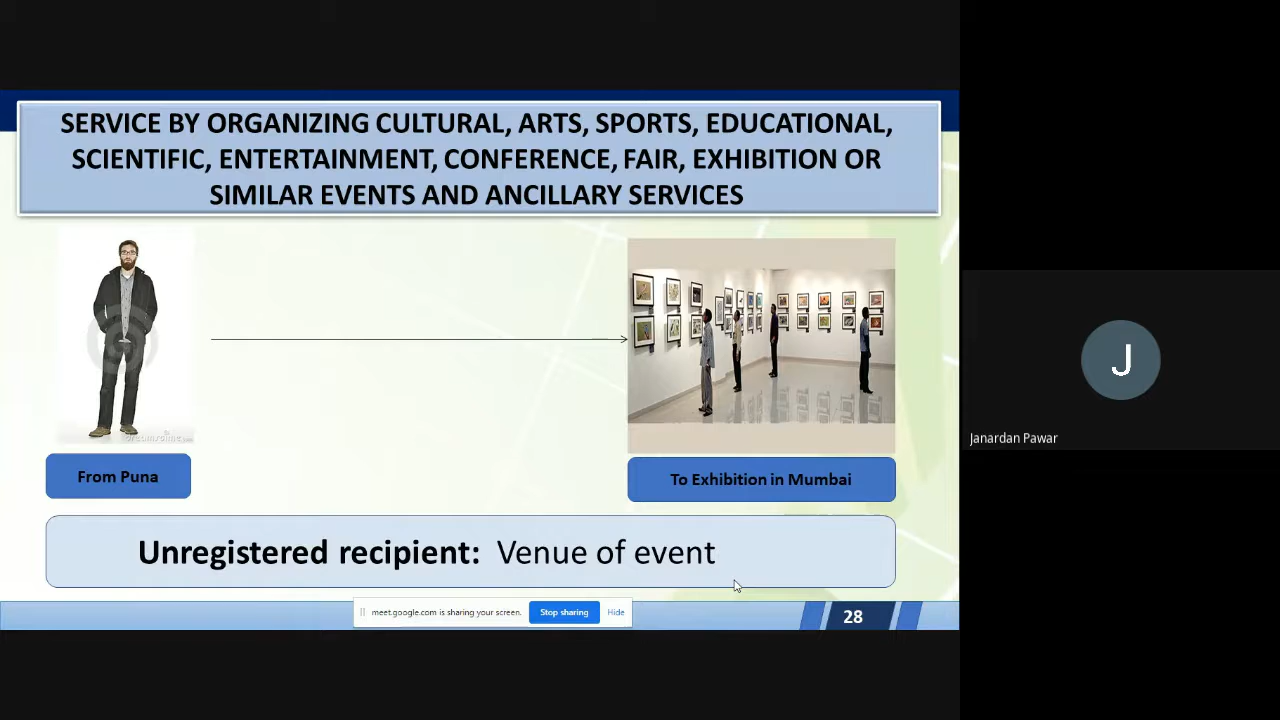 SERVICE BY ORGANIZING CULTURAL, ARTS, SPORTS, EDUCATIONAL,
SCIENTIFIC, ENTERTAINMENT, CONFERENCE, FAIR, EXHIBITION OR
SIMILAR EVENTS AND ANCILLARY SERVICES
From Puna
To Exhibition in Mumbai
Unregistered recipient: Venue of event
meet.google.com is sharing your screen.
Stop sharing
Hide
28
J
Janardan Pawar